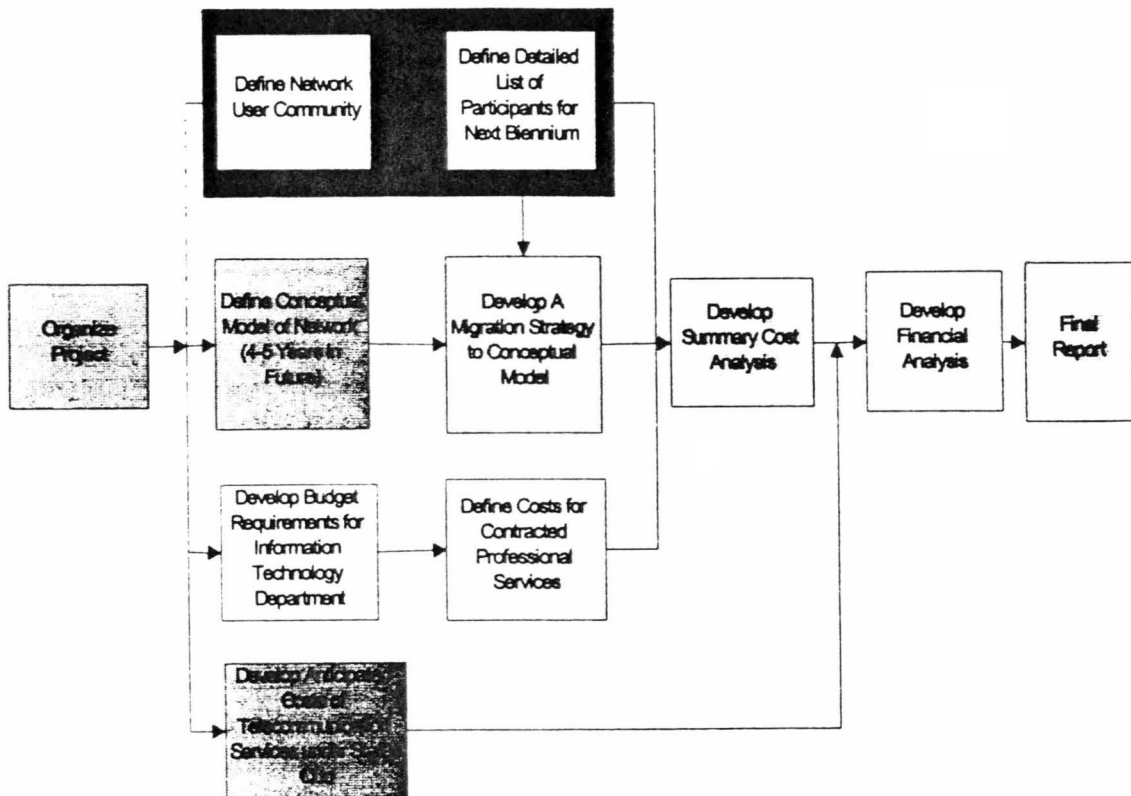 Define Network
User Community
Define Detailed
List of
Participants for
Next Biennium
Organize
Project
Define Conceptual
Model of Network
(4-5 Years in
Future)
Develop A
Migration Strategy
to Conceptual
Model
Develop
Summary Cost
Analysis
Develop
Financial
Analysis
Final
Report
Develop Budget
Requirements for
Information
Technology
Department
Define Costs for
Contracted
Professional
Services
Develop
Costs of
Services under